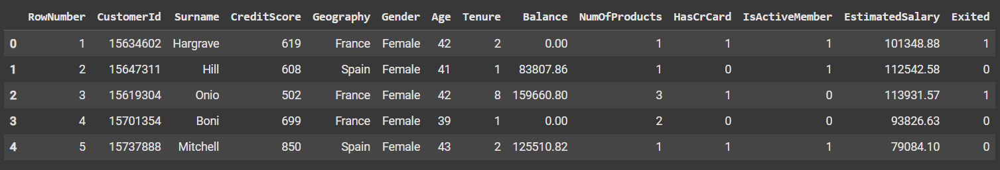 RowNumber CustomerId Surname CreditScore Geography Gender Age Tenure Balance NumOfProducts HasCrCard IsActiveMember EstimatedSalary Exited
0 1 15634602 Hargrave 619 France Female 42 2 0.00 1 1 1 101348.88 1
1 2 15647311 Hill 608 Spain Female 41 1 83807.86 1 0 1 112542.58 0
2 3 15619304 Onio 502 France Female 42 8 159660.80 3 1 0 113931.57 1
3 4 15701354 Boni 699 France Female 39 1 0.00 2 0 0 93826.63 0
4 5 15737888 Mitchell 850 Spain Female 43 2 125510.82 1 1 1 79084.10 0